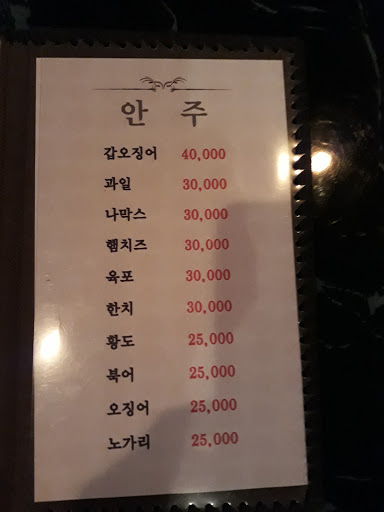 안 주
갑오징어 40,000
과일 30,000
나막스 30,000
햄치즈 30,000
육포 30,000
한치 30,000
황도 25,000
북어 25,000
오징어 25,000
노가리 25,000